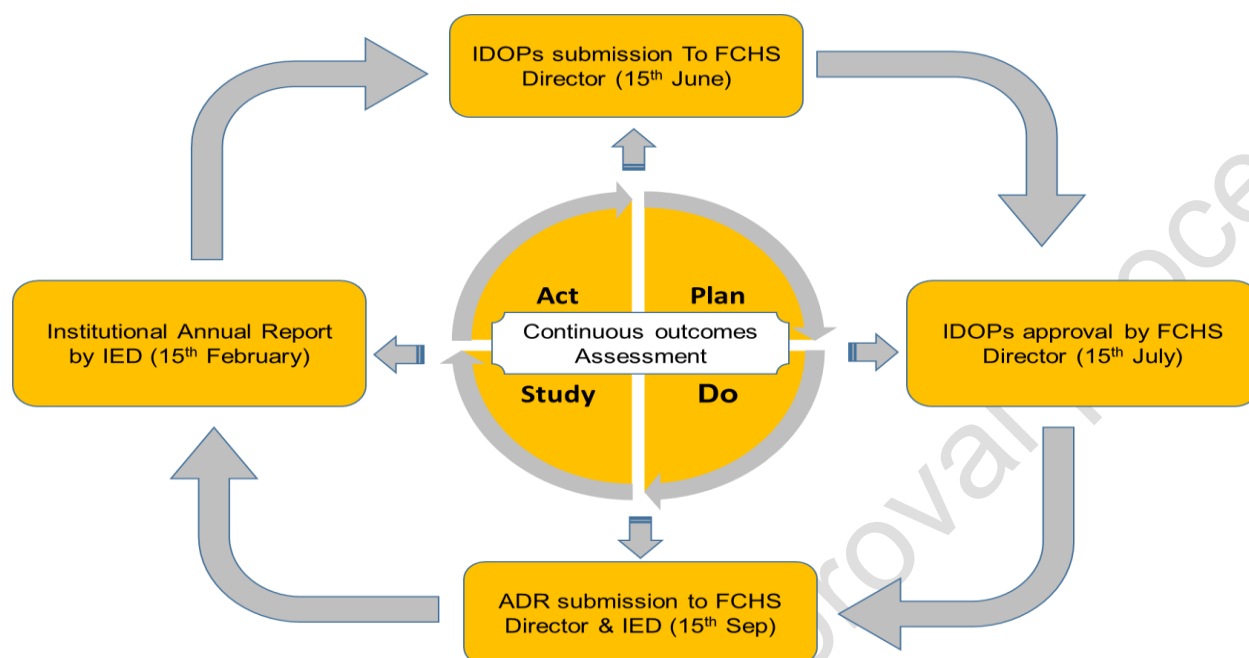 IDOPs submission To FCHS
Director (15th June)
Act
Plan
Institutional Annual Report
by IED (15th February)
Continuous outcomes
Assessment
IDOPs approval by FCHS
Director (15th July)
Study
Do
ADR submission to FCHS
Director & IED (15th Sep)